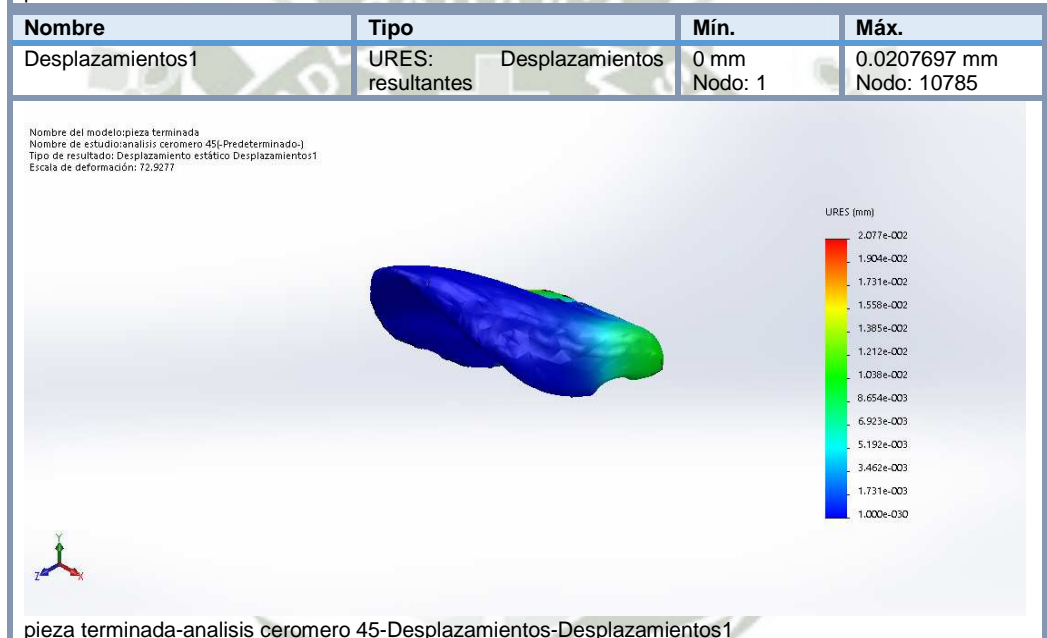 Nombre Tipo Mín. Máx.
Desplazamientos1 URES: Desplazamientos 0 mm 0.0207697 mm
resultantes Nodo: 1 Nodo: 10785
Nombre del modelo:pieza terminada
Nombre de estudio:analisis ceromero 45(-Predeterminado-)
Tipo de resultado: Desplazamiento estático Desplazamientos1
Escala de deformación: 72.9277
URES (mm)
2.077e-002
1.904e-002
1.731e-002
1.558e-002
1.385e-002
1.212e-002
1.038e-002
8.654e-003
6.923e-003
5.192e-003
3.462e-003
1.731e-003
1.000e-030
Y
Z X
pieza terminada-analisis ceromero 45-Desplazamientos-Desplazamientos1